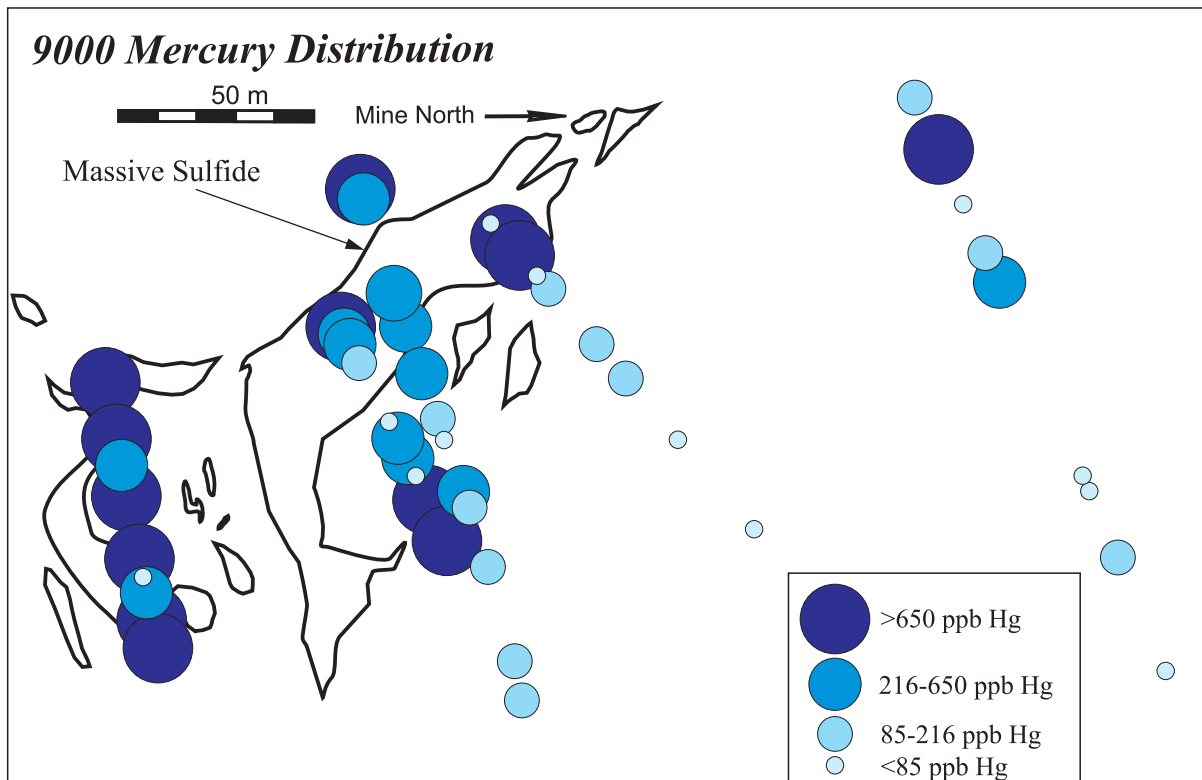 9000 Mercury Distribution
50 m
Mine North
Massive Sulfide
>650 ppb Hg
216-650 ppb Hg
85-216 ppb Hg
<85 ppb Hg